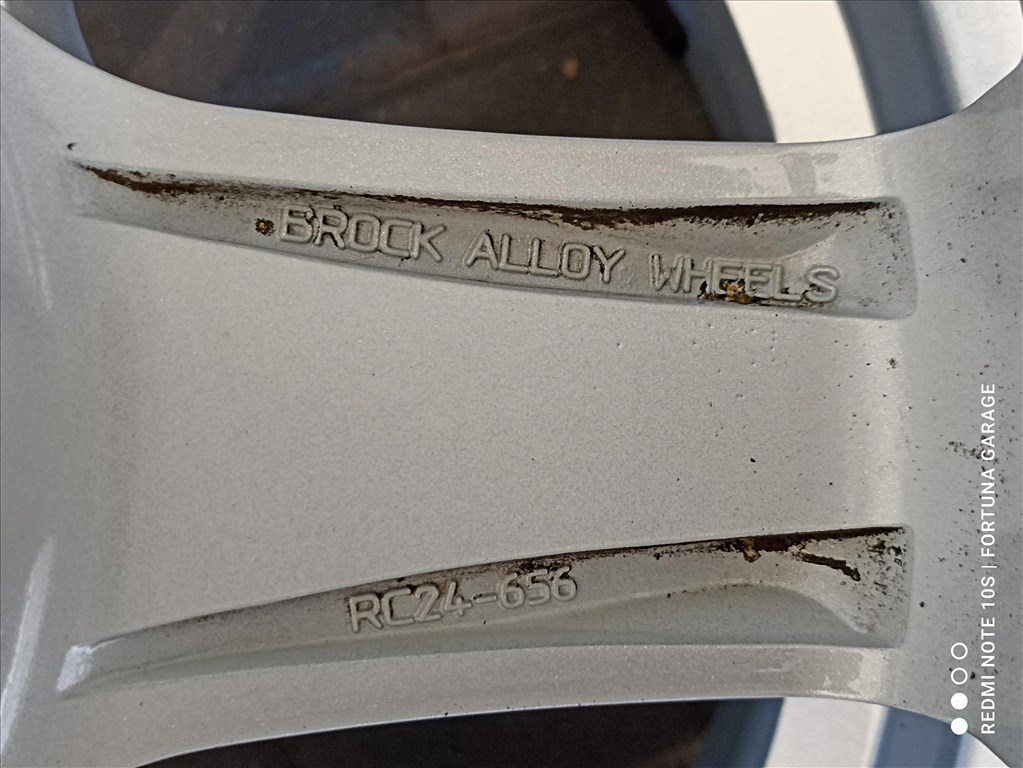 BROCK ALLOY WHEELS
RC24-656
REDMI NOTE 10S | FORTUNA GARAGE